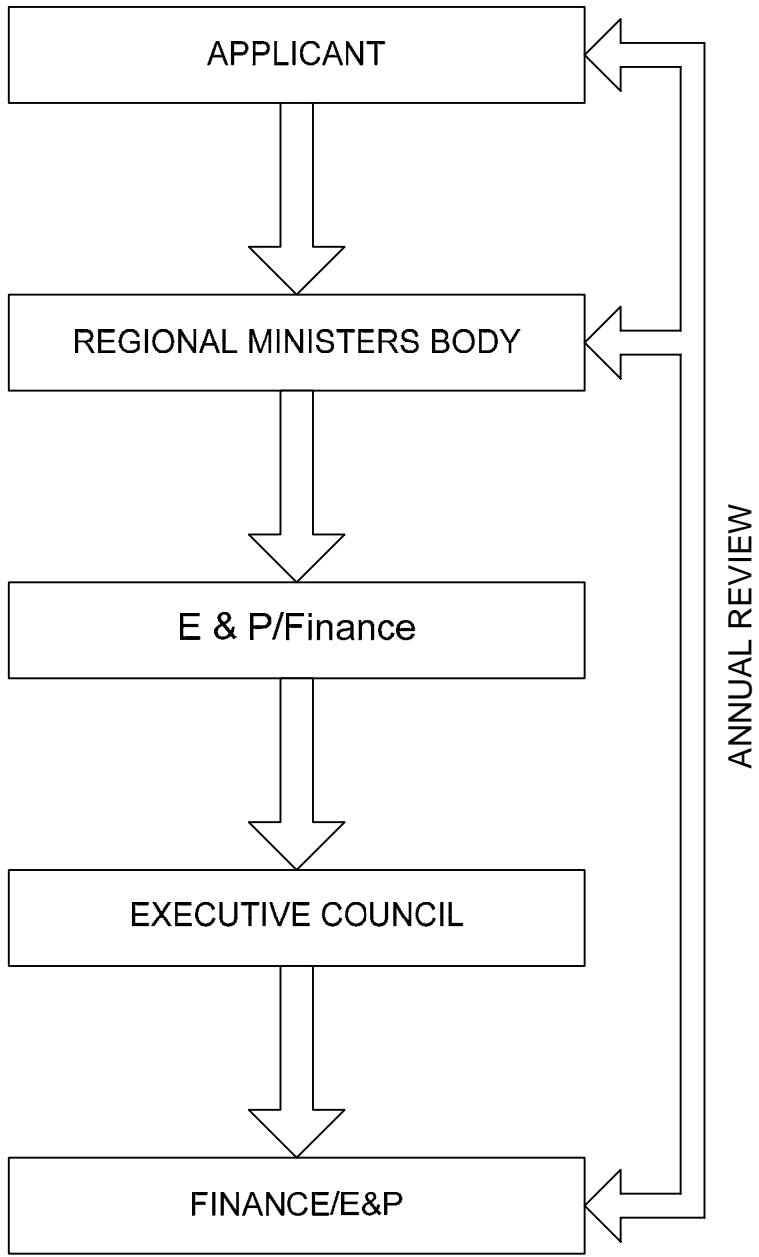 APPLICANT
REGIONAL MINISTERS BODY
E & P/Finance
ANNUAL REVIEW
EXECUTIVE COUNCIL
FINANCE/E&P